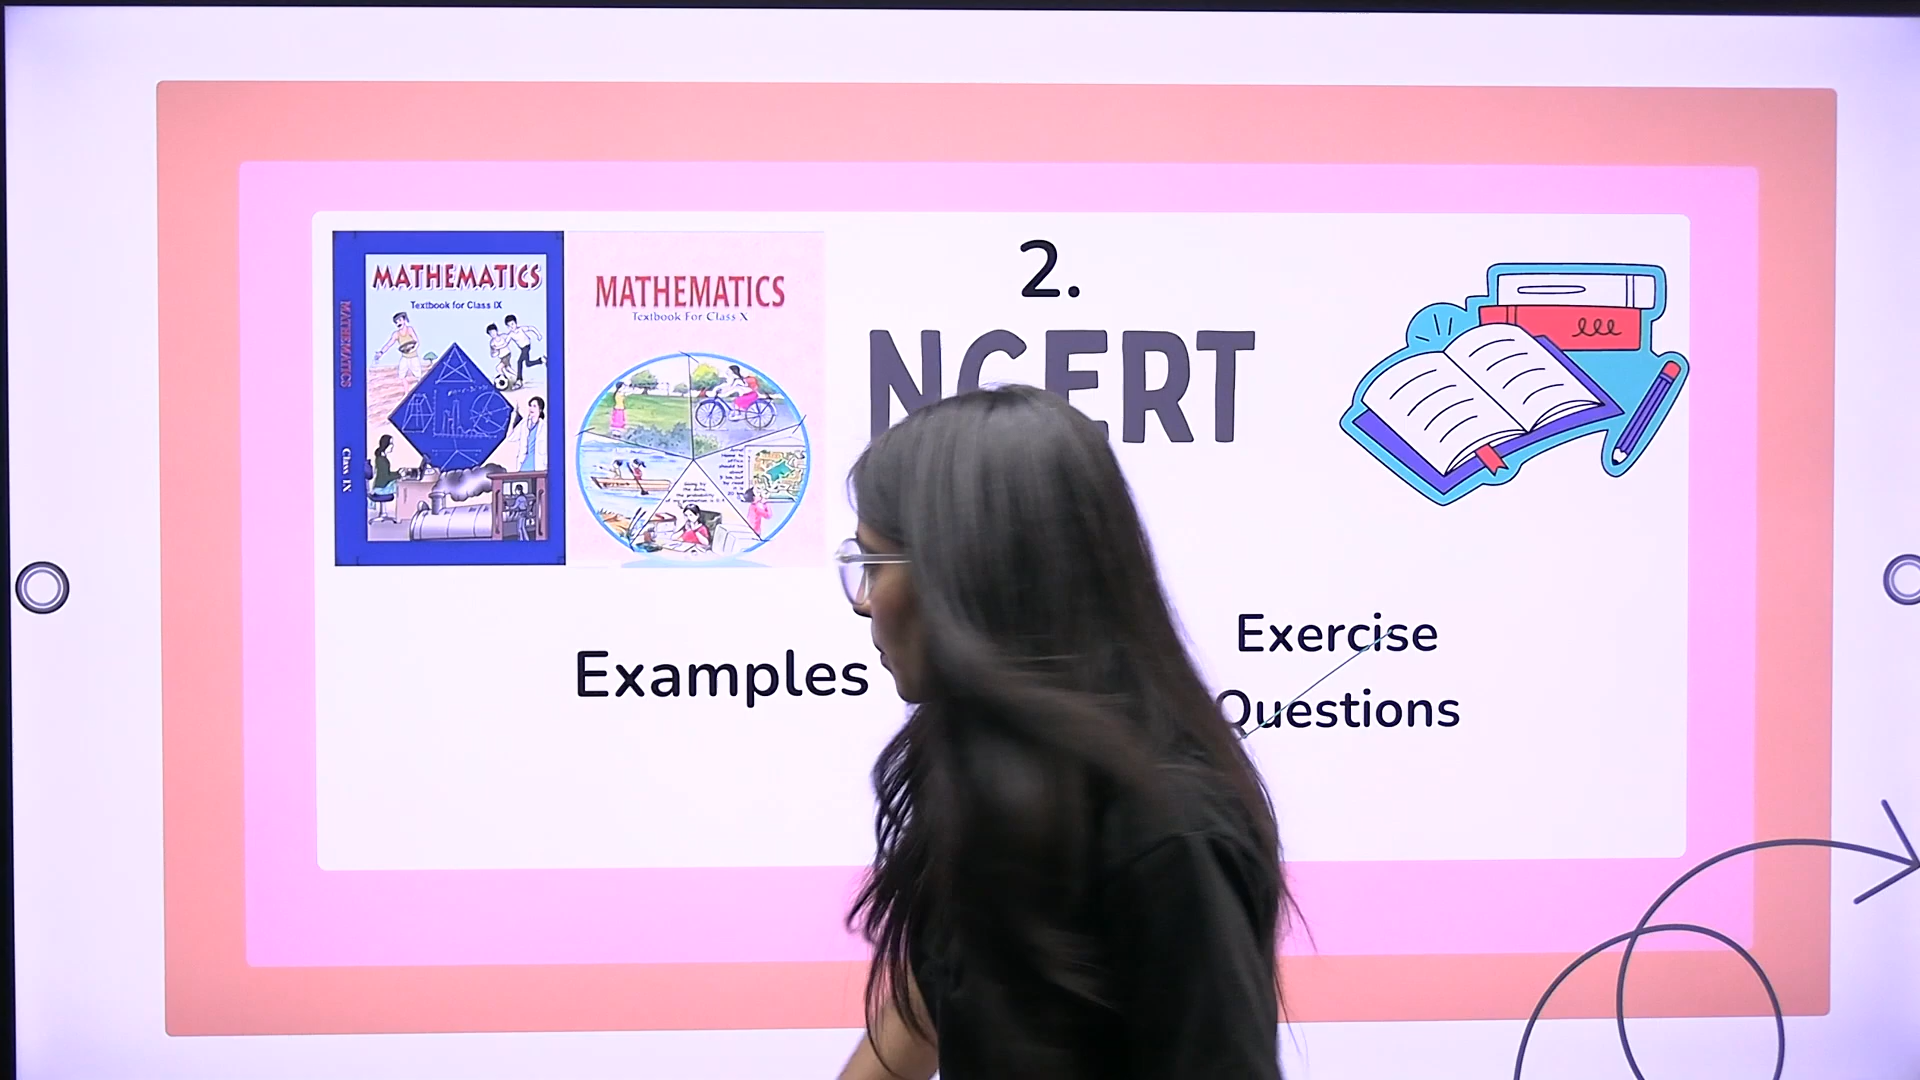 MATHEMATICS
Textbook for Class IX
MATHEMATICS
Class IX
MATHEMATICS
Textbook For Class X
2.
NCERT
Examples
Exercise
Questions